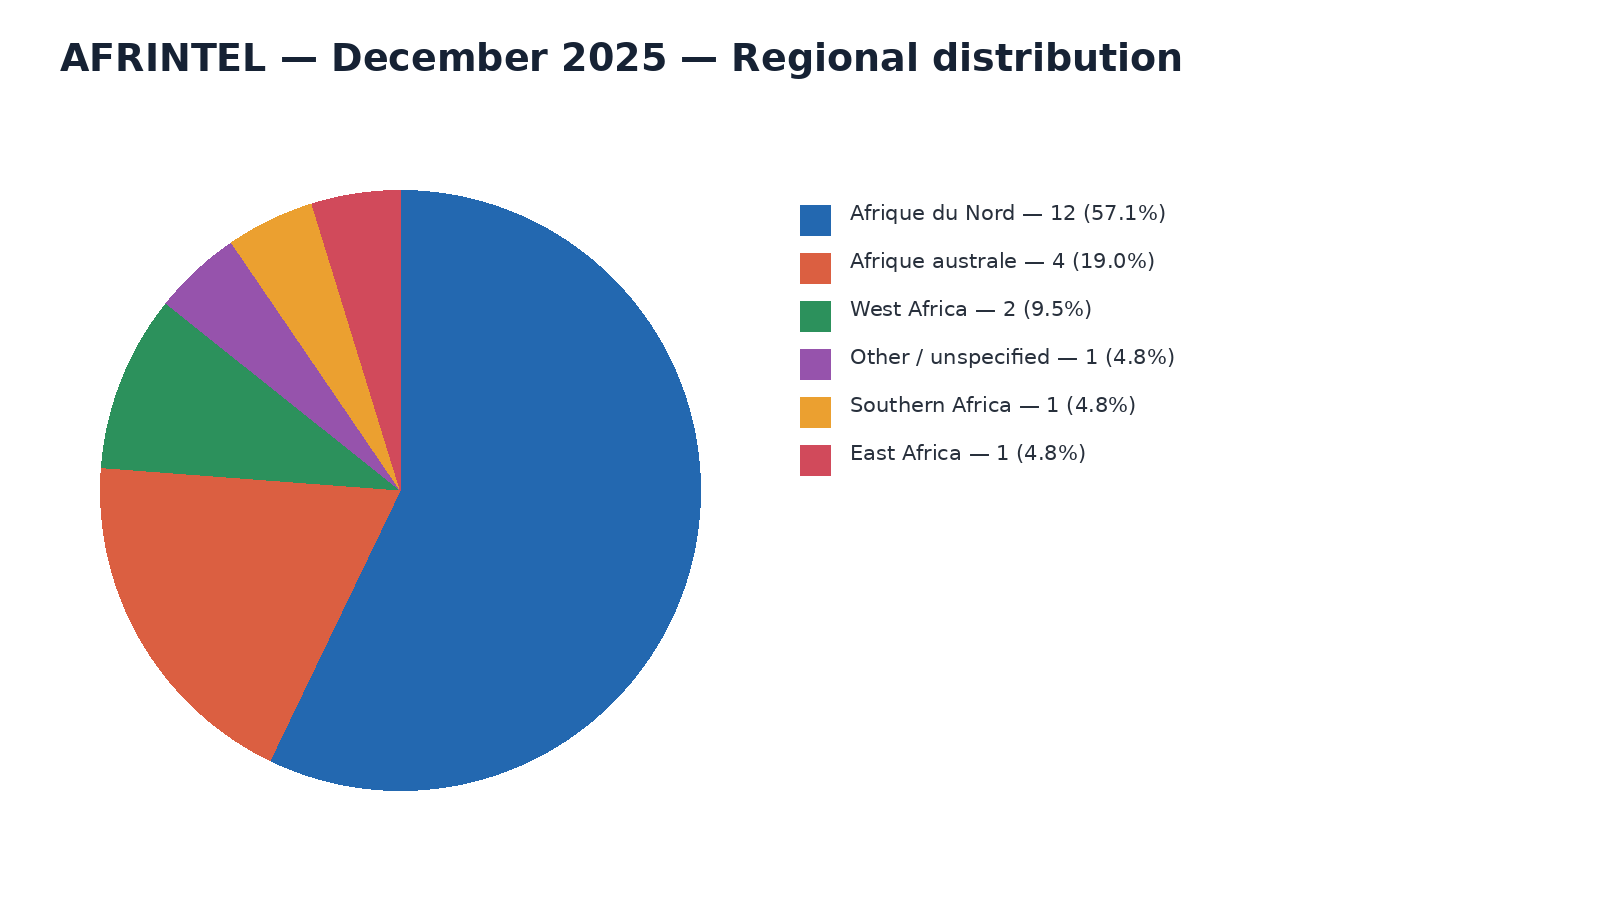 AFRINTEL — December 2025 — Regional distribution
Afrique du Nord — 12 (57.1%)
Afrique australe — 4 (19.0%)
West Africa — 2 (9.5%)
Other / unspecified — 1 (4.8%)
Southern Africa — 1 (4.8%)
East Africa — 1 (4.8%)